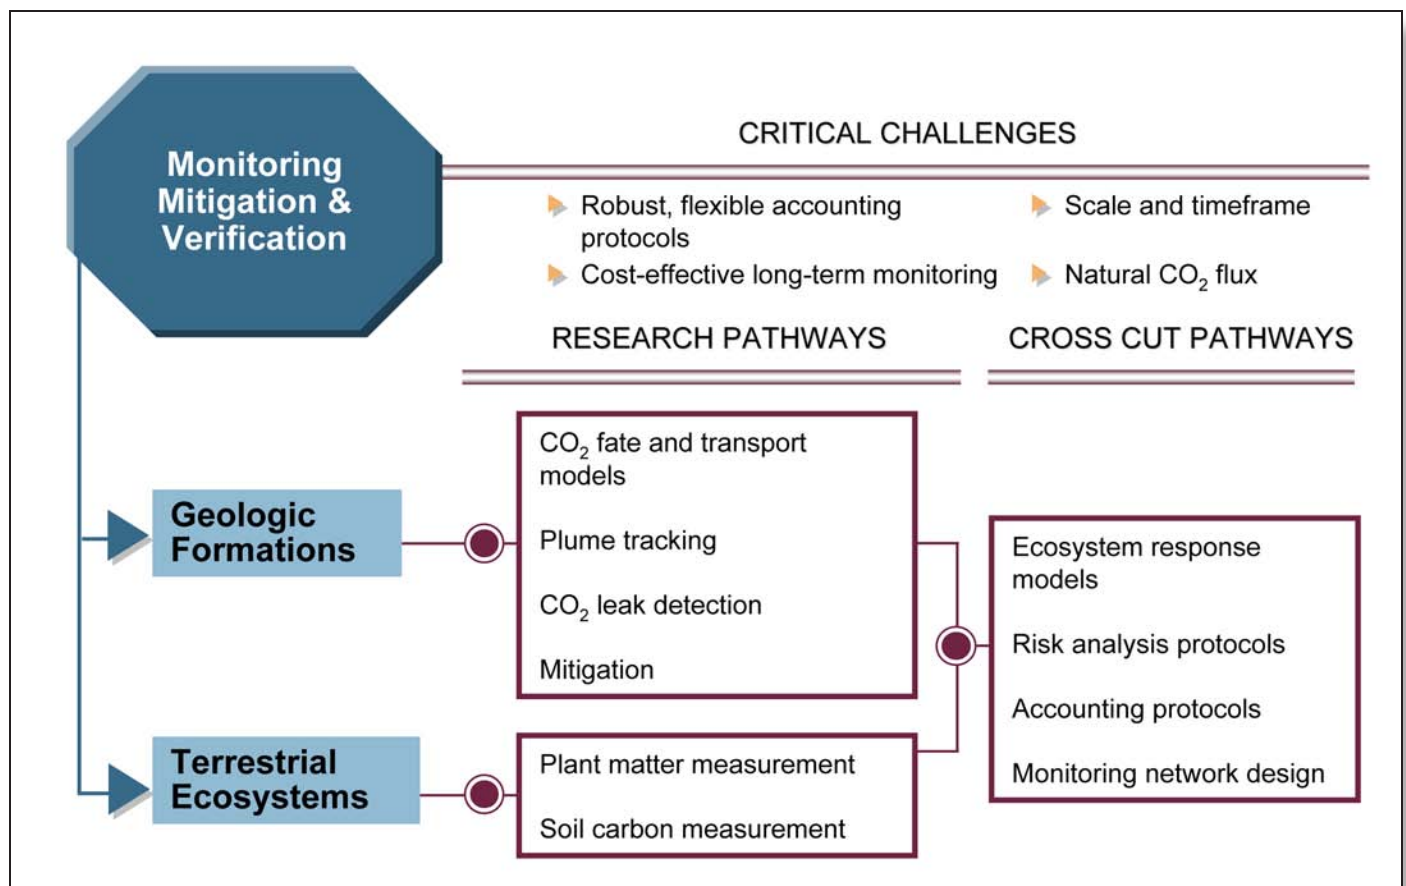 Monitoring
Mitigation &
Verification
CRITICAL CHALLENGES
Robust, flexible accounting
protocols
Cost-effective long-term monitoring
Scale and timeframe
Natural CO₂ flux
RESEARCH PATHWAYS
CROSS CUT PATHWAYS
Geologic
Formations
CO₂ fate and transport
models
Plume tracking
CO₂ leak detection
Mitigation
Terrestrial
Ecosystems
Plant matter measurement
Soil carbon measurement
Ecosystem response
models
Risk analysis protocols
Accounting protocols
Monitoring network design